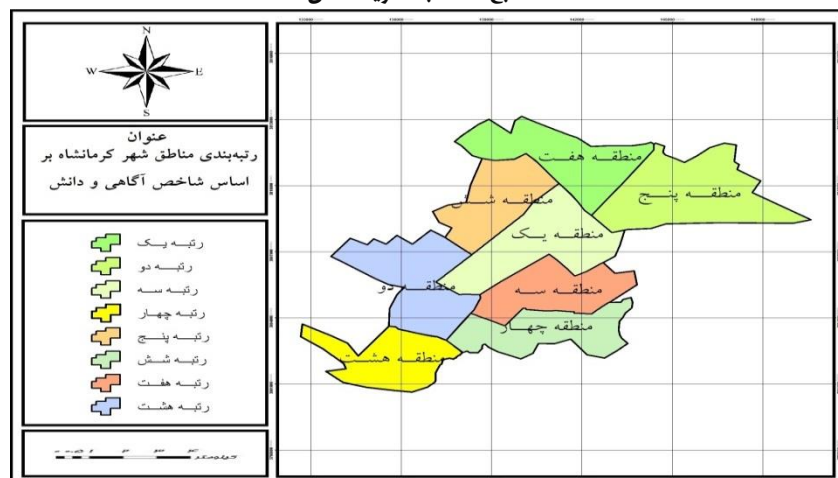 N
W E
S
عنوان
رتبه‌بندی مناطق شهر کرمانشاه بر
اساس شاخص آگاهی و دانش
رتبه یک
رتبه دو
رتبه سه
رتبه چهار
رتبه پنج
رتبه شش
رتبه هفت
رتبه هشت
کیلومتر
منطقه هفت
منطقه پنج
منطقه شش
منطقه یک
منطقه دو
منطقه سه
منطقه چهار
منطقه هشت